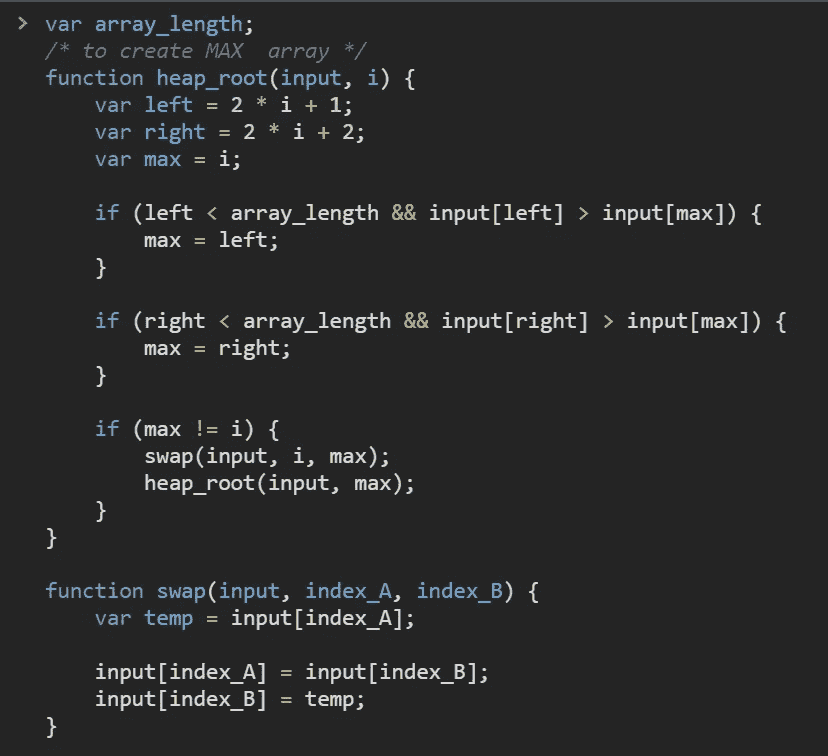 > var array_length;
/* to create MAX  array */
function heap_root(input, i) {
    var left = 2 * i + 1;
    var right = 2 * i + 2;
    var max = i;

    if (left < array_length && input[left] > input[max]) {
        max = left;
    }

    if (right < array_length && input[right] > input[max]) {
        max = right;
    }

    if (max != i) {
        swap(input, i, max);
        heap_root(input, max);
    }
}

function swap(input, index_A, index_B) {
    var temp = input[index_A];

    input[index_A] = input[index_B];
    input[index_B] = temp;
}